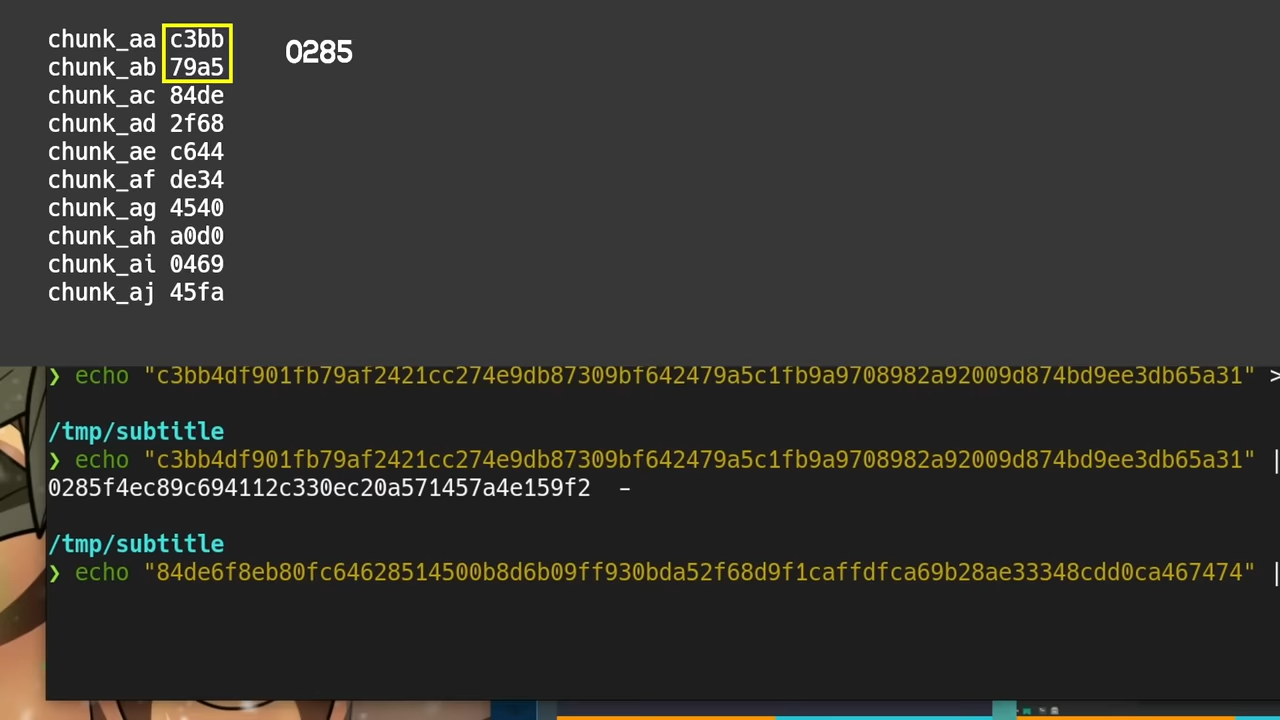 chunk_aa c3bb
chunk_ab 79a5
0285
chunk_ac 84de
chunk_ad 2f68
chunk_ae c644
chunk_af de34
chunk_ag 4540
chunk_ah a0d0
chunk_ai 0469
chunk_aj 45fa
❯ echo "c3bb4df901fb79af2421cc274e9db87309bf642479a5c1fb9a9708982a92009d874bd9ee3db65a31" >
/tmp/subtitle
❯ echo "c3bb4df901fb79af2421cc274e9db87309bf642479a5c1fb9a9708982a92009d874bd9ee3db65a31" |
0285f4ec89c694112c330ec20a571457a4e159f2 -
/tmp/subtitle
❯ echo "84de6f8eb80fc64628514500b8d6b09ff930bda52f68d9f1caffdfca69b28ae33348cdd0ca467474" |